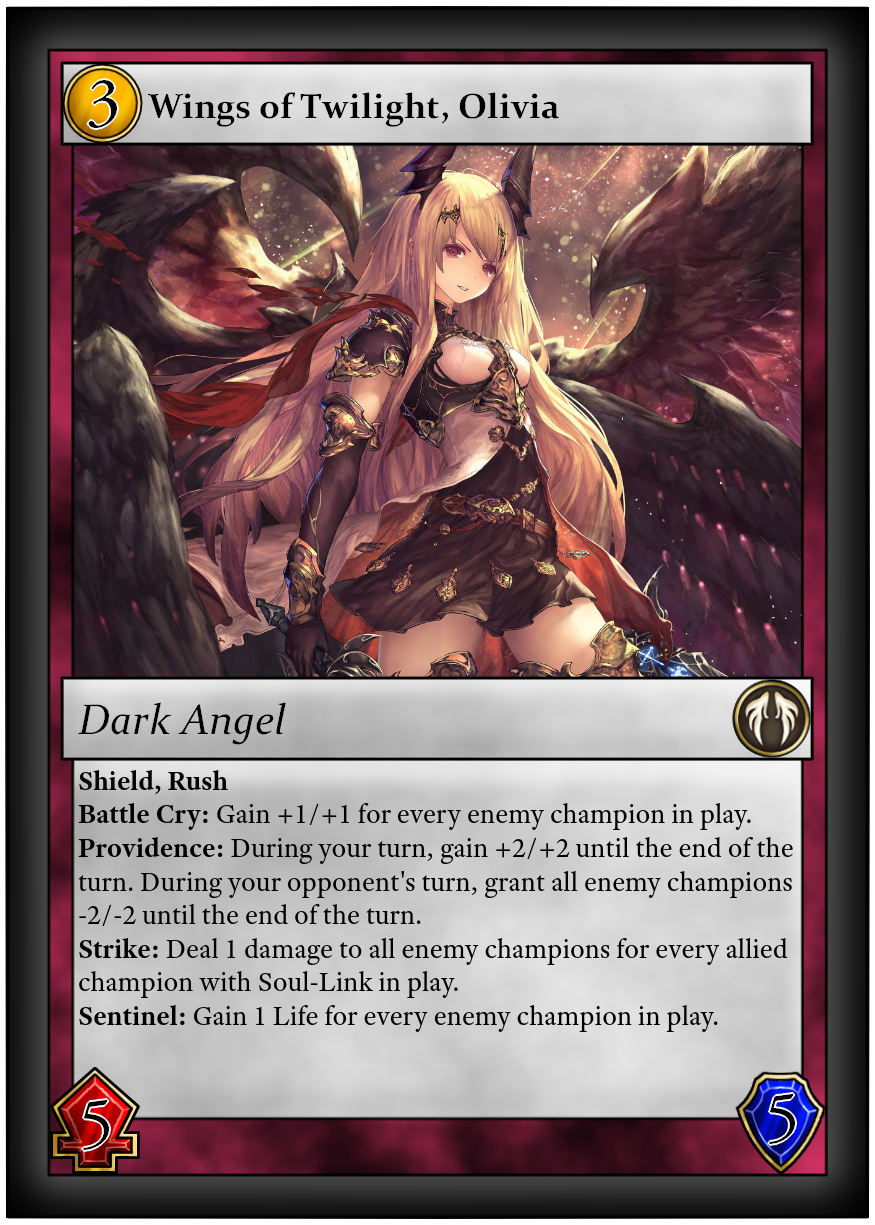 3
Wings of Twilight, Olivia
Dark Angel
Shield, Rush
Battle Cry: Gain +1/+1 for every enemy champion in play.
Providence: During your turn, gain +2/+2 until the end of the
turn. During your opponent's turn, grant all enemy champions
-2/-2 until the end of the turn.
Strike: Deal 1 damage to all enemy champions for every allied
champion with Soul-Link in play.
Sentinel: Gain 1 Life for every enemy champion in play.
5
5